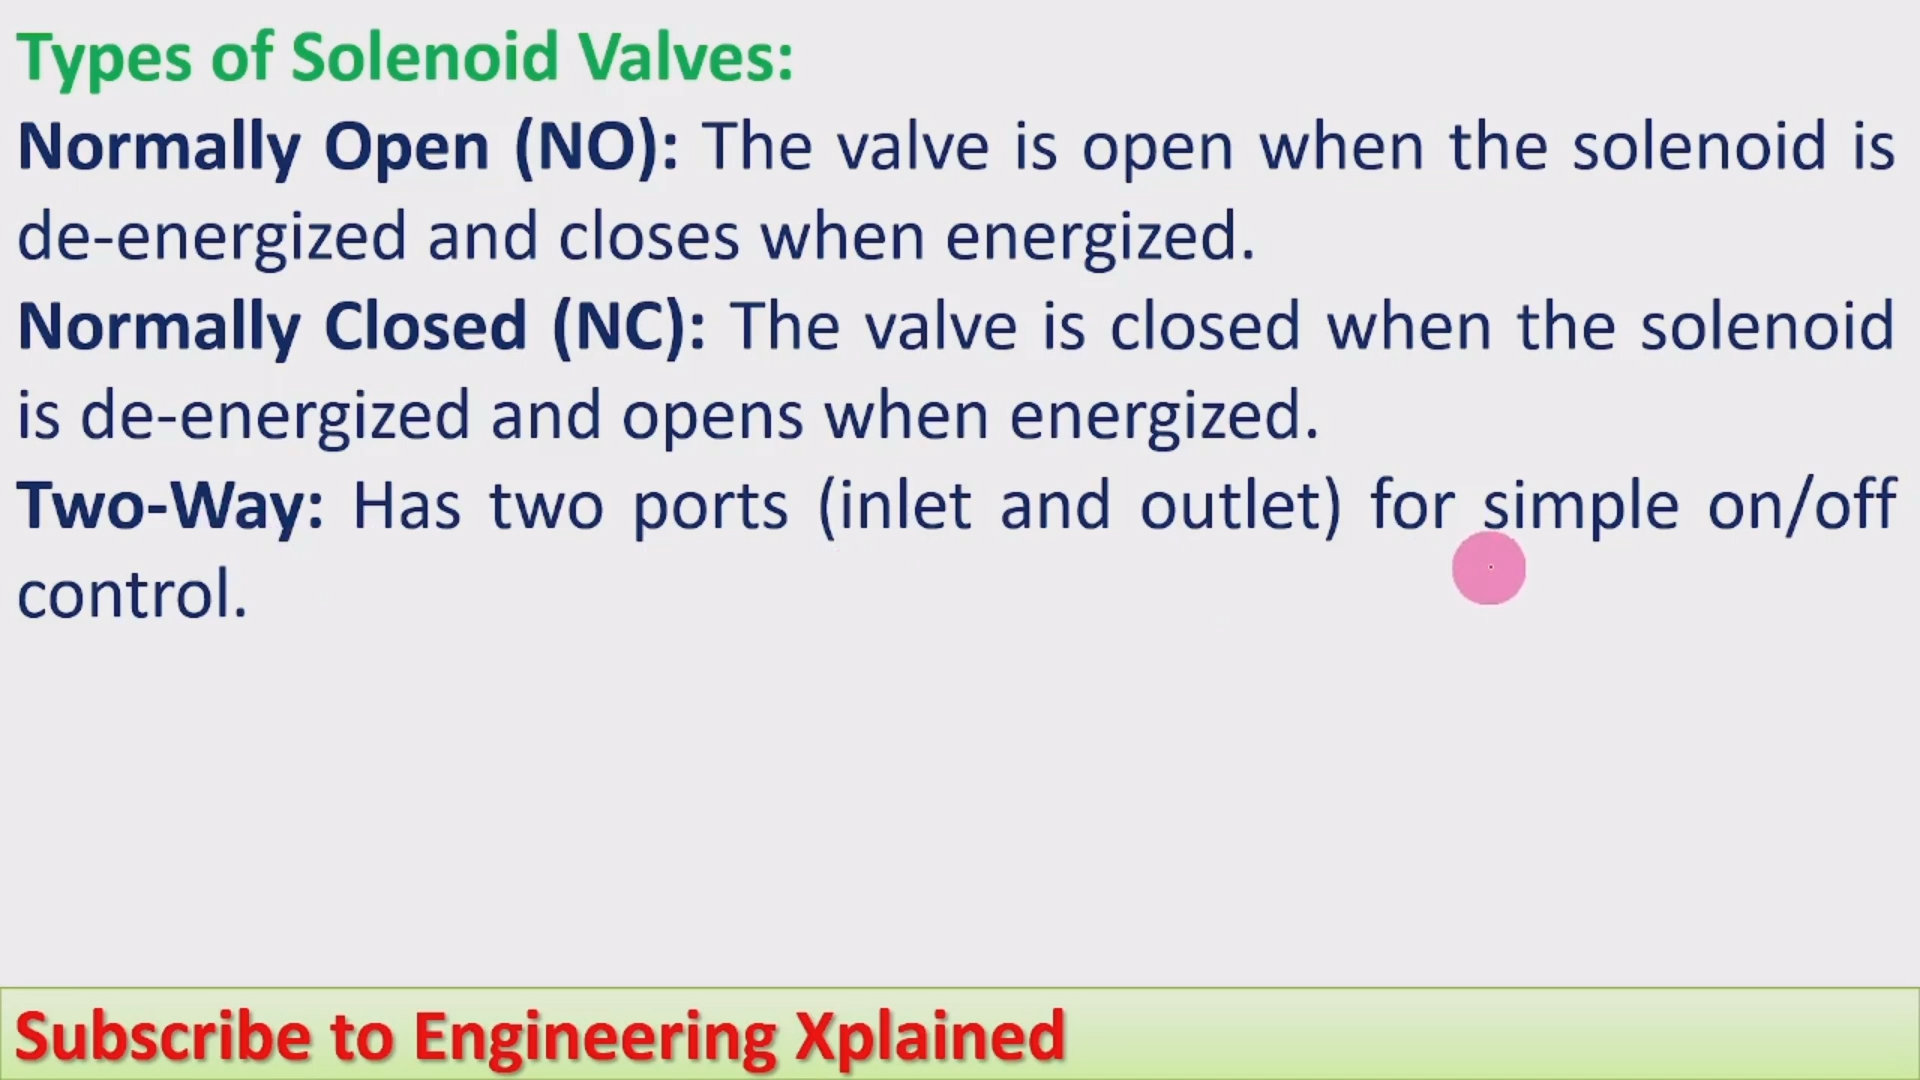 Types of Solenoid Valves:
Normally Open (NO): The valve is open when the solenoid is
de-energized and closes when energized.
Normally Closed (NC): The valve is closed when the solenoid
is de-energized and opens when energized.
Two-Way: Has two ports (inlet and outlet) for simple on/off
control.
Subscribe to Engineering Xplained